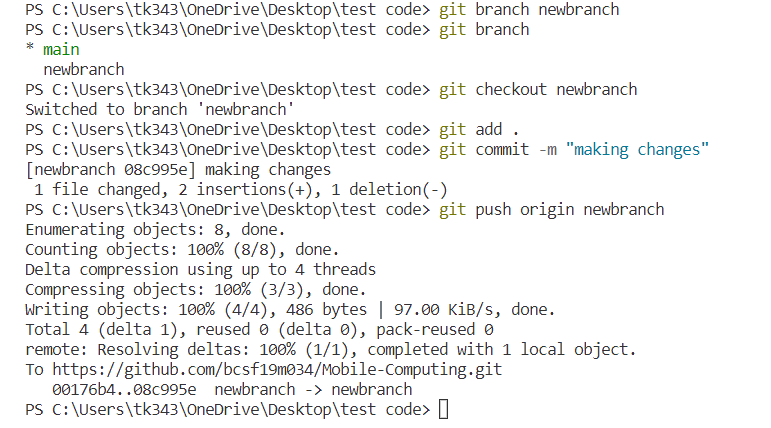 PS C:\Users\tk343\OneDrive\Desktop\test code> git branch newbranch
PS C:\Users\tk343\OneDrive\Desktop\test code> git branch
* main
  newbranch
PS C:\Users\tk343\OneDrive\Desktop\test code> git checkout newbranch
Switched to branch 'newbranch'
PS C:\Users\tk343\OneDrive\Desktop\test code> git add .
PS C:\Users\tk343\OneDrive\Desktop\test code> git commit -m "making changes"
[newbranch 08c995e] making changes
 1 file changed, 2 insertions(+), 1 deletion(-)
PS C:\Users\tk343\OneDrive\Desktop\test code> git push origin newbranch
Enumerating objects: 8, done.
Counting objects: 100% (8/8), done.
Delta compression using up to 4 threads
Compressing objects: 100% (3/3), done.
Writing objects: 100% (4/4), 486 bytes | 97.00 KiB/s, done.
Total 4 (delta 1), reused 0 (delta 0), pack-reused 0
remote: Resolving deltas: 100% (1/1), completed with 1 local object.
To https://github.com/bcsf19m034/Mobile-Computing.git
   00176b4..08c995e  newbranch -> newbranch
PS C:\Users\tk343\OneDrive\Desktop\test code>